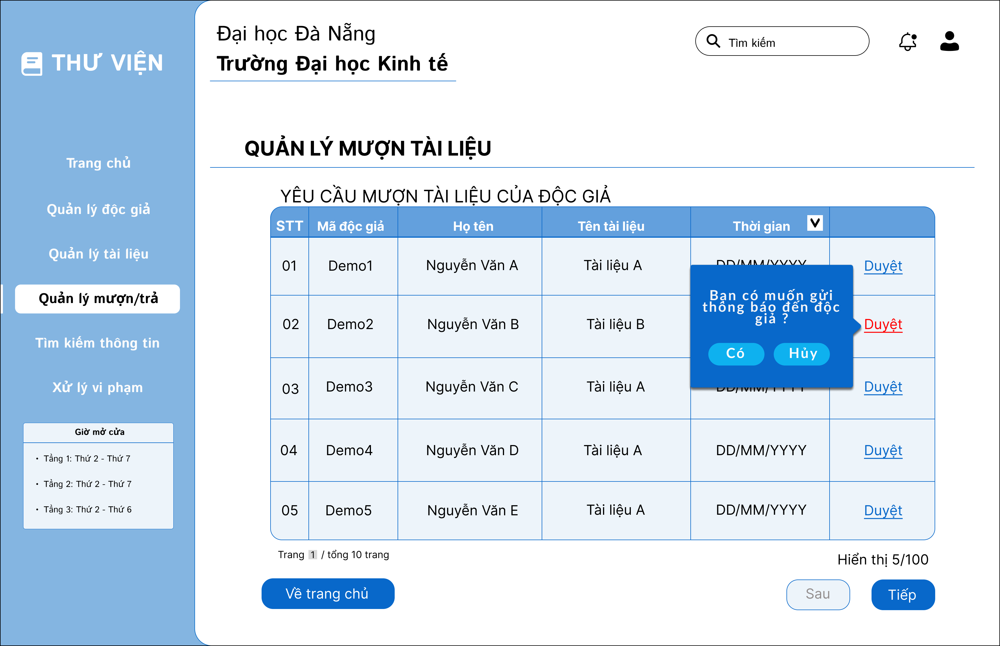 THƯ VIỆN
Trang chủ
Quản lý độc giả
Quản lý tài liệu
Quản lý mượn/trả
Tìm kiếm thông tin
Xử lý vi phạm
Giờ mở cửa
• Tầng 1: Thứ 2 - Thứ 7
• Tầng 2: Thứ 2 - Thứ 7
• Tầng 3: Thứ 2 - Thứ 6
Đại học Đà Nẵng
Trường Đại học Kinh tế
Tìm kiếm
QUẢN LÝ MƯỢN TÀI LIỆU
YÊU CẦU MƯỢN TÀI LIỆU CỦA ĐỘC GIẢ
STT Mã độc giả Họ tên Tên tài liệu Thời gian
01 Demo1 Nguyễn Văn A Tài liệu A DD/MM/YYYY Duyệt
02 Demo2 Nguyễn Văn B Tài liệu B Duyệt
03 Demo3 Nguyễn Văn C Tài liệu A DD/MM/YYYY Duyệt
04 Demo4 Nguyễn Văn D Tài liệu A DD/MM/YYYY Duyệt
05 Demo5 Nguyễn Văn E Tài liệu A DD/MM/YYYY Duyệt
Bạn có muốn gửi
thông báo đến độc
giả ?
Có Hủy
Trang 1 / tổng 10 trang
Hiển thị 5/100
Về trang chủ
Sau Tiếp